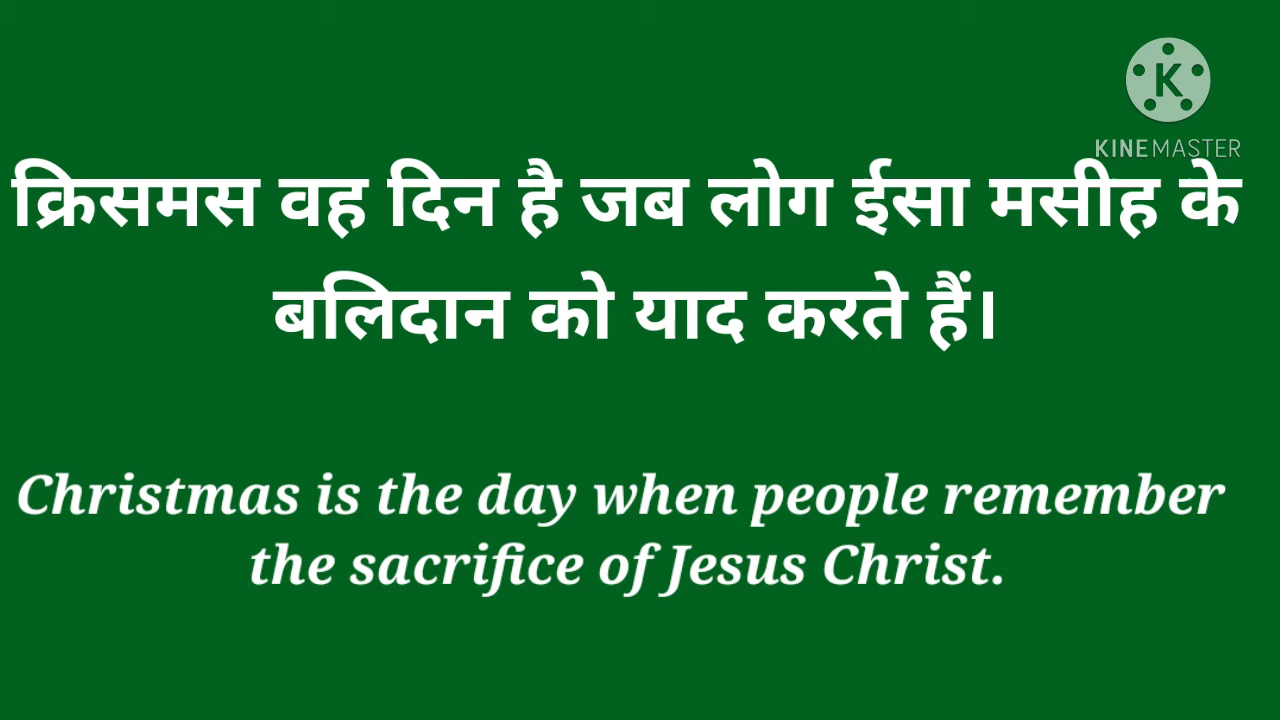 K
KINEMASTER
क्रिसमस वह दिन है जब लोग ईसा मसीह के
बलिदान को याद करते हैं।
Christmas is the day when people remember
the sacrifice of Jesus Christ.